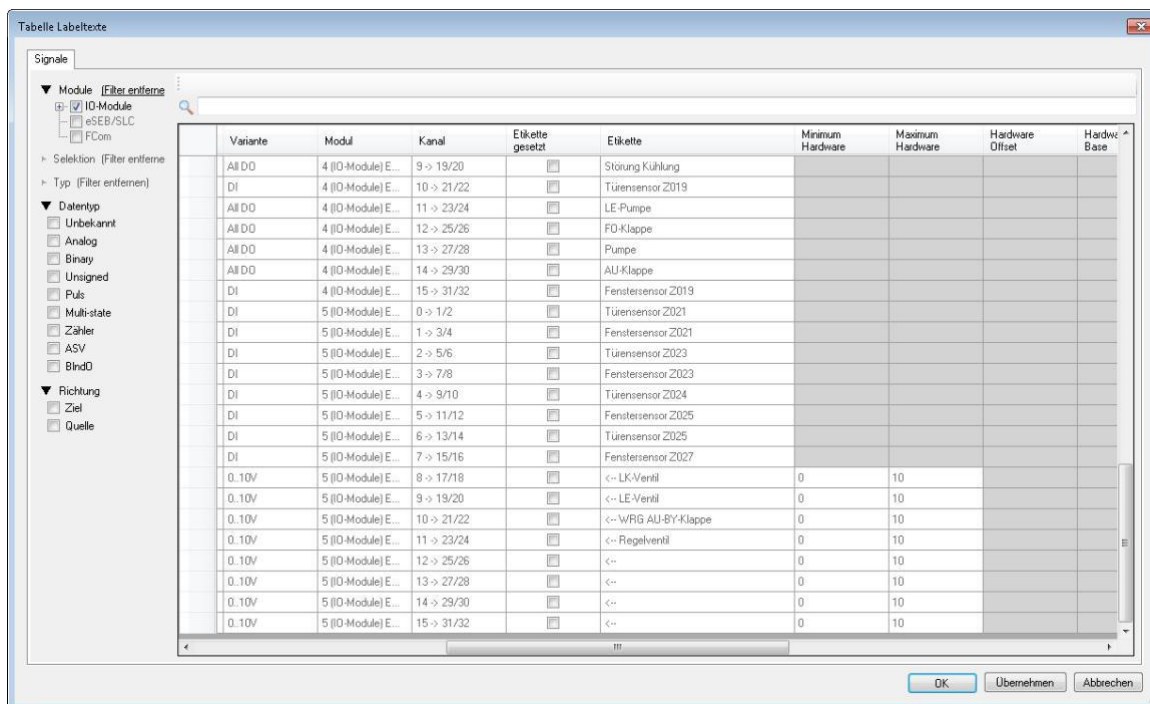 Tabelle Labeltexte
Signale
Module (Filter entferne
IO-Module
eSEB/SLC
FCom
Selektion (Filter entferne
Typ (Filter entfernen)
Datentyp
Unbekannt
Analog
Binary
Unsigned
Puls
Multi-state
Zähler
ASV
BIndO
Richtung
Ziel
Quelle
Variante Modul Kanal Etikette gesetzt Etikette Minimum Hardware Maximum Hardware Hardware Offset Hardwa Base
All DO 4 (IO-Module) E... 9 -> 19/20 Störung Kühlung
DI 4 (IO-Module) E... 10 -> 21/22 Türensensor Z019
All DO 4 (IO-Module) E... 11 -> 23/24 LE-Pumpe
All DO 4 (IO-Module) E... 12 -> 25/26 FO-Klappe
All DO 4 (IO-Module) E... 13 -> 27/28 Pumpe
All DO 4 (IO-Module) E... 14 -> 29/30 AU-Klappe
DI 4 (IO-Module) E... 15 -> 31/32 Fenstersensor Z019
DI 5 (IO-Module) E... 0 -> 1/2 Türensensor Z021
DI 5 (IO-Module) E... 1 -> 3/4 Fenstersensor Z021
DI 5 (IO-Module) E... 2 -> 5/6 Türensensor Z023
DI 5 (IO-Module) E... 3 -> 7/8 Fenstersensor Z023
DI 5 (IO-Module) E... 4 -> 9/10 Türensensor Z024
DI 5 (IO-Module) E... 5 -> 11/12 Fenstersensor Z025
DI 5 (IO-Module) E... 6 -> 13/14 Türensensor Z025
DI 5 (IO-Module) E... 7 -> 15/16 Fenstersensor Z027
0..10V 5 (IO-Module) E... 8 -> 17/18 <-- LK-Ventil 0 10
0..10V 5 (IO-Module) E... 9 -> 19/20 <-- LE-Ventil 0 10
0..10V 5 (IO-Module) E... 10 -> 21/22 <-- WRG AU-BY-Klappe 0 10
0..10V 5 (IO-Module) E... 11 -> 23/24 <-- Regelventil 0 10
0..10V 5 (IO-Module) E... 12 -> 25/26 <-- 0 10
0..10V 5 (IO-Module) E... 13 -> 27/28 <-- 0 10
0..10V 5 (IO-Module) E... 14 -> 29/30 <-- 0 10
0..10V 5 (IO-Module) E... 15 -> 31/32 <-- 0 10
OK Übernehmen Abbrechen